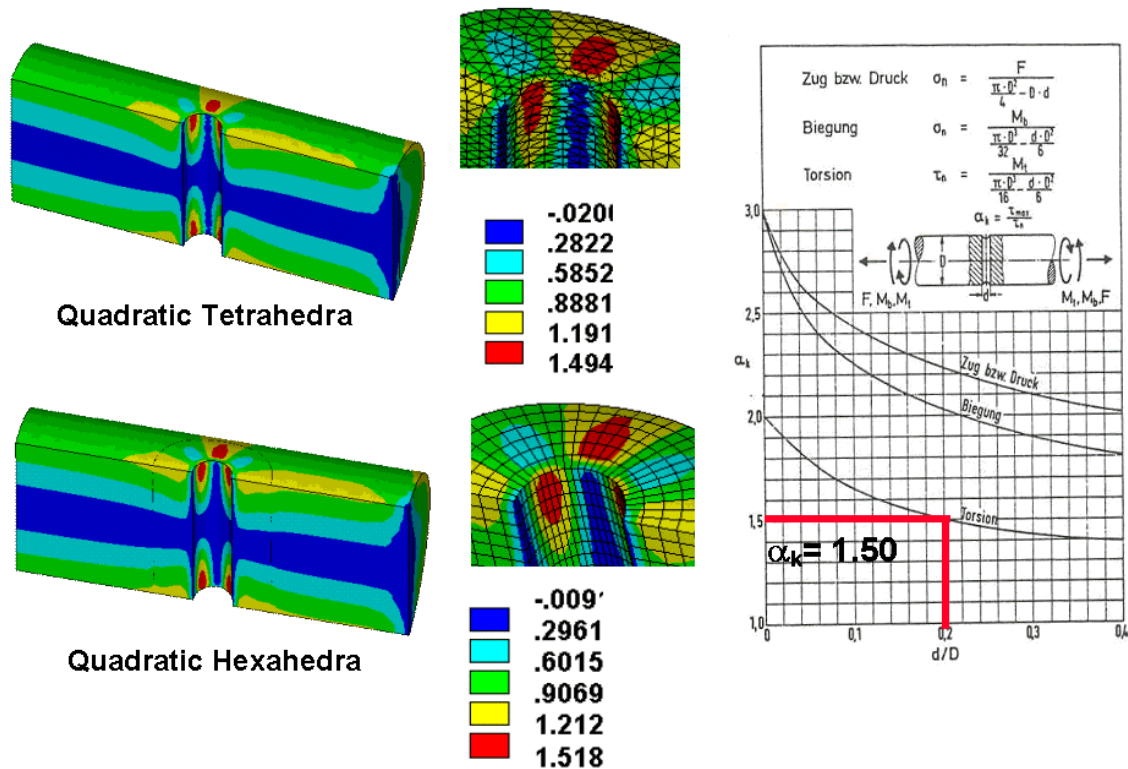 Quadratic Tetrahedra
-.020
.2822
.5852
.8881
1.191
1.494
Quadratic Hexahedra
-.009
.2961
.6015
.9069
1.212
1.518
Zug bzw. Druck σn = F
π·D² / 4 - D·d
Biegung σn = Mb
π·D³ / 32 - d·D² / 6
Torsion τn = Mt
π·D³ / 16 - d·D² / 6
αk = τmax / τn
D
d
F, Mb, Mt
Mt, Mb, F
3,0
2,5
αk
2,0
1,5
1,0
Zug bzw. Druck
Biegung
Torsion
αk = 1.50
0
0,1
0,2
0,3
0,4
d/D